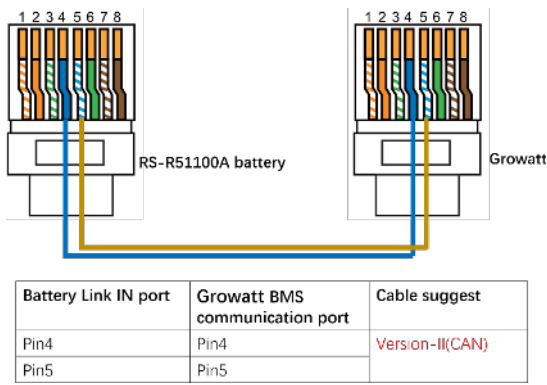 1 2 3 4 5 6 7 8
1 2 3 4 5 6 7 8
RS-R51100A battery
Growatt
Battery Link IN port
Growatt BMS
communication port
Cable suggest
Pin4
Pin4
Version-II(CAN)
Pin5
Pin5